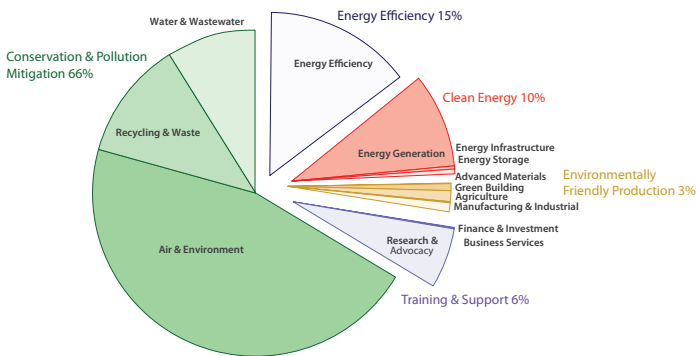 Water & Wastewater
Energy Efficiency 15%
Conservation & Pollution
Mitigation 66%
Energy Efficiency
Clean Energy 10%
Recycling & Waste
Energy Generation
Energy Infrastructure
Energy Storage
Advanced Materials
Green Building
Agriculture
Manufacturing & Industrial
Environmentally
Friendly Production 3%
Finance & Investment
Business Services
Research &
Advocacy
Air & Environment
Training & Support 6%